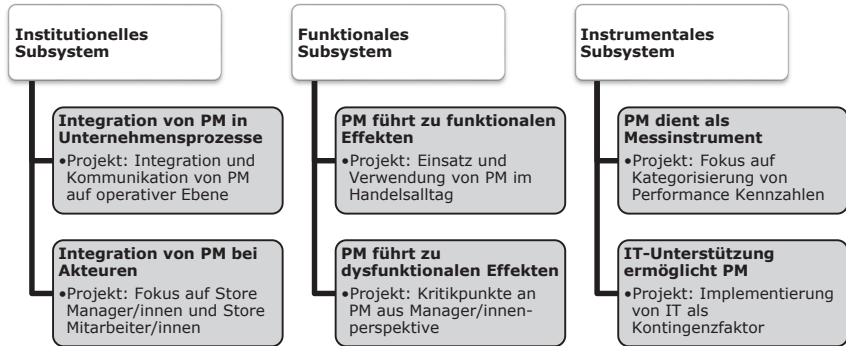 Institutionelles
Subsystem
Integration von PM in
Unternehmensprozesse
•Projekt: Integration und
Kommunikation von PM
auf operativer Ebene
Integration von PM bei
Akteuren
•Projekt: Fokus auf Store
Manager/innen und Store
Mitarbeiter/innen
Funktionales
Subsystem
PM führt zu funktionalen
Effekten
•Projekt: Einsatz und
Verwendung von PM im
Handelsalltag
PM führt zu
dysfunktionalen Effekten
•Projekt: Kritikpunkte an
PM aus Manager/innen-
perspektive
Instrumentales
Subsystem
PM dient als
Messinstrument
•Projekt: Fokus auf
Kategorisierung von
Performance Kennzahlen
IT-Unterstützung
ermöglicht PM
•Projekt: Implementierung
von IT als
Kontingenzfaktor